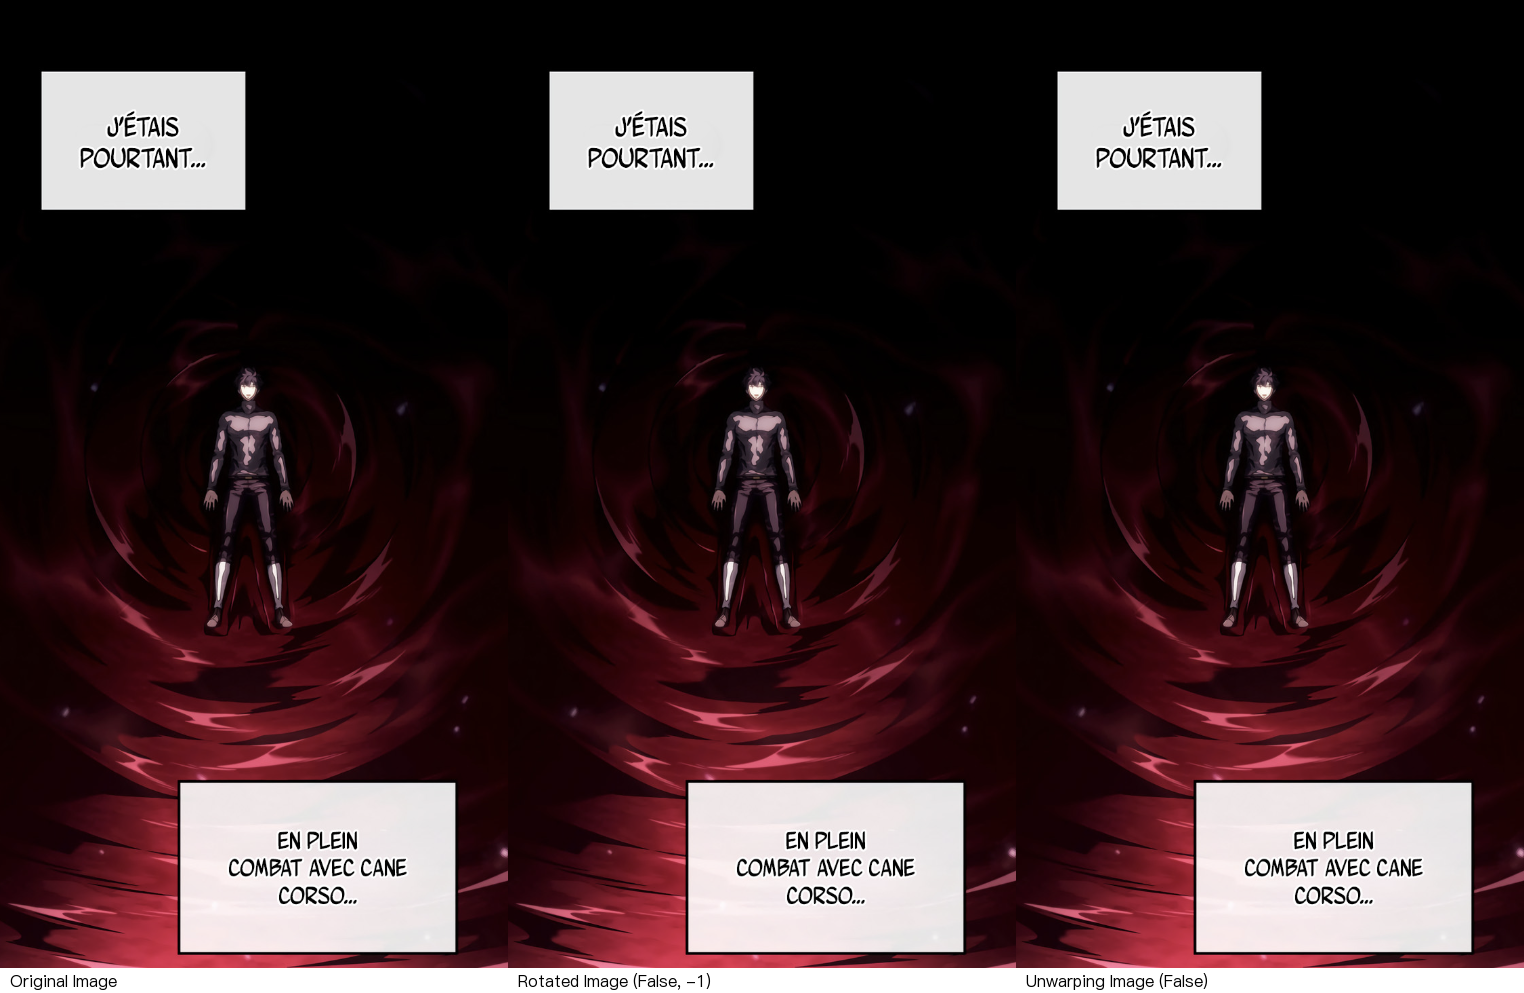 J'ÉTAIS
POURTANT...
J'ÉTAIS
POURTANT...
J'ÉTAIS
POURTANT...
EN PLEIN
COMBAT AVEC CANE
CORSO...
EN PLEIN
COMBAT AVEC CANE
CORSO...
EN PLEIN
COMBAT AVEC CANE
CORSO...
Original Image
Rotated Image (False, -1)
Unwarping Image (False)